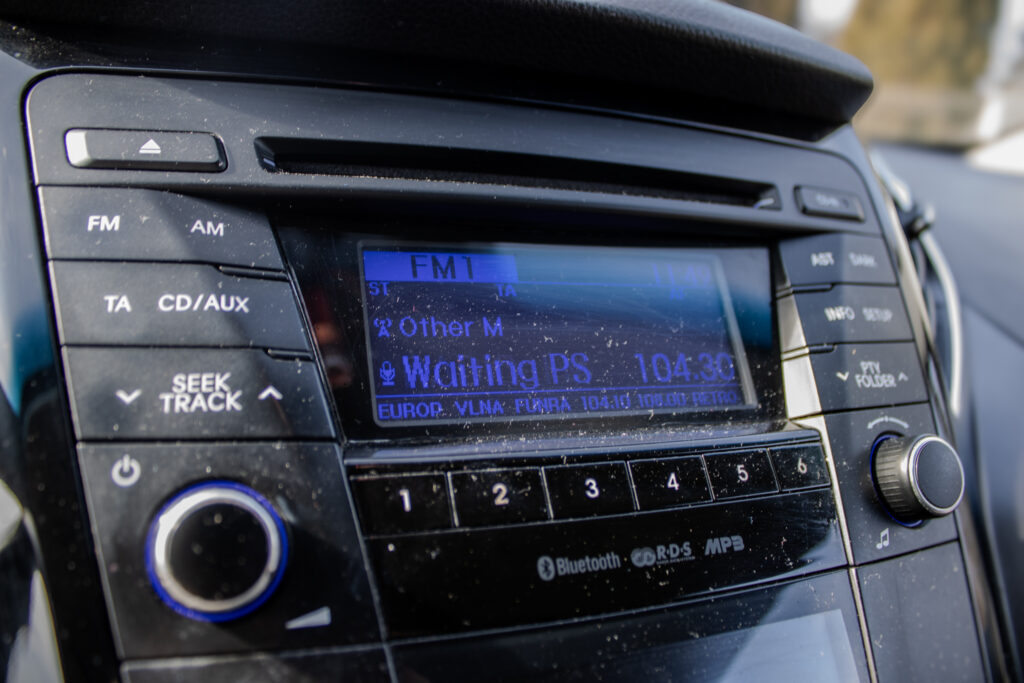 FM AM
TA CD/AUX
SEEK
TRACK
FM1
ST TA
Other M
Waiting PS 104.30
EUROP VLNA FUNRA 104.10 106.00 RETRO
AST DARK
INFO SETUP
PTY
FOLDER
1 2 3 4 5 6
Bluetooth R·D·S MP3